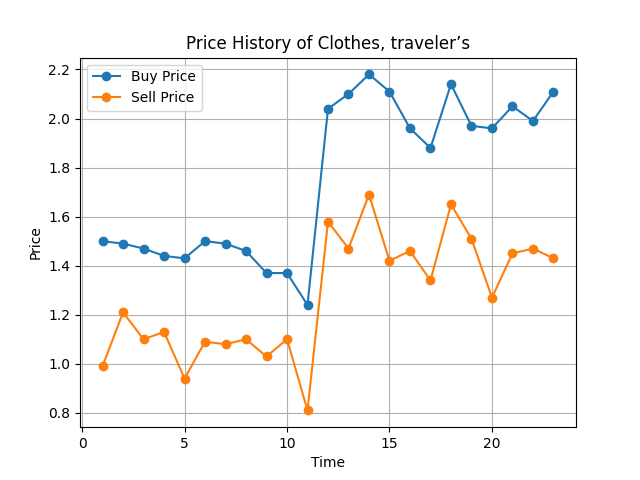 Price History of Clothes, traveler’s
Buy Price
Sell Price
2.2
2.0
1.8
1.6
1.4
1.2
1.0
0.8
Price
0 5 10 15 20
Time